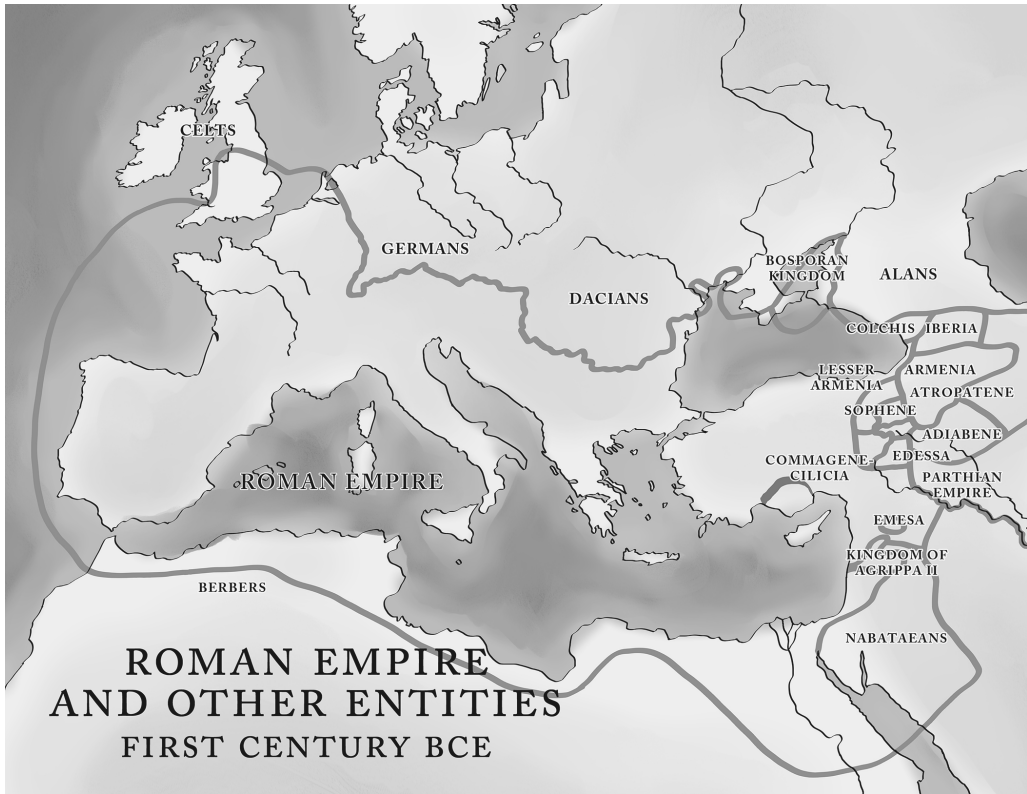 CELTS
GERMANS
DACIANS
BOSPORAN
KINGDOM
ALANS
COLCHIS
IBERIA
LESSER
ARMENIA
ARMENIA
ATROPATENE
SOPHENE
ADIABENE
EDESSA
COMMAGENE-
CILICIA
PARTHIAN
EMPIRE
ROMAN EMPIRE
EMESA
KINGDOM OF
AGRIPPA II
BERBERS
NABATAEANS
ROMAN EMPIRE
AND OTHER ENTITIES
FIRST CENTURY BCE